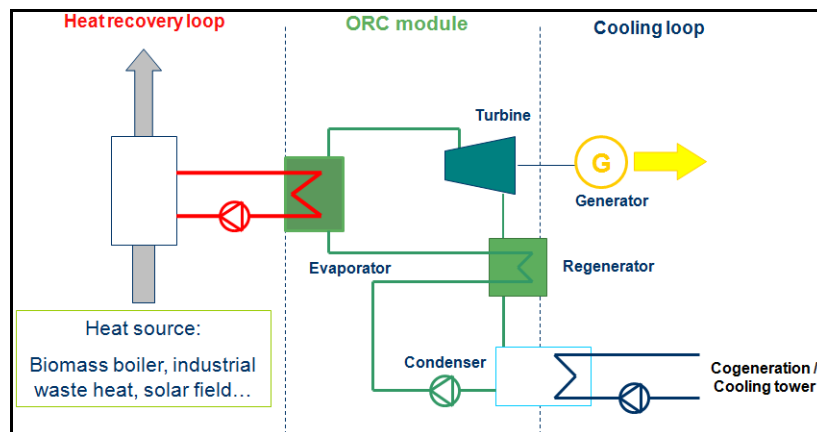 Heat recovery loop
ORC module
Cooling loop
Turbine
G
Generator
Evaporator
Regenerator
Heat source:
Biomass boiler, industrial
waste heat, solar field…
Condenser
Cogeneration /
Cooling tower